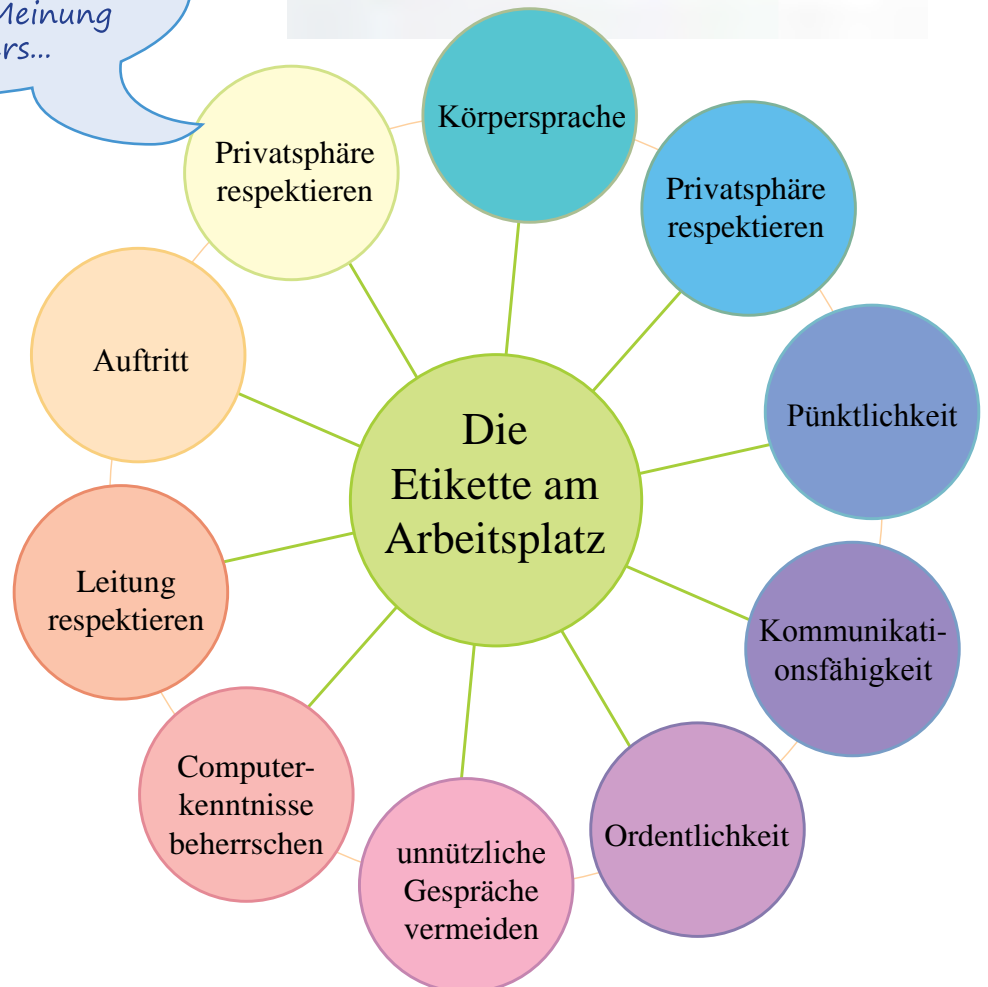 Meinung
Körpersprache
Privatsphäre
respektieren
Privatsphäre
respektieren
Pünktlichkeit
Auftritt
Die
Etikette am
Arbeitsplatz
Leitung
respektieren
Kommunikati-
onsfähigkeit
Computer-
kenntnisse
beherrschen
Ordentlichkeit
unnützliche
Gespräche
vermeiden